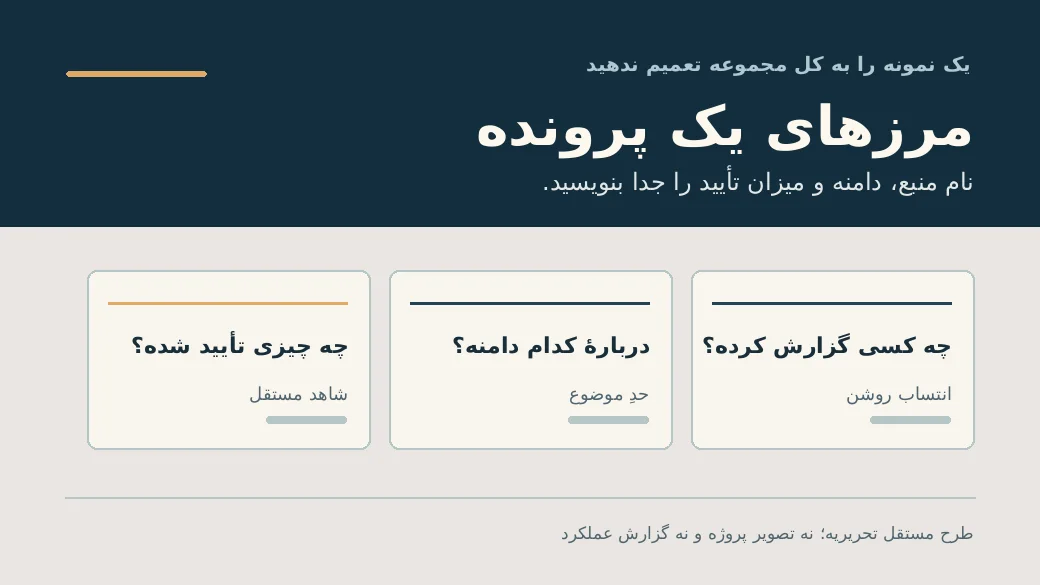 یک نمونه را به کل مجموعه تعمیم ندهید
مرزهای یک پرونده
نام منبع، دامنه و میزان تأیید را جدا بنویسید.
چه کسی گزارش کرده؟
انتساب روشن
دربارهٔ کدام دامنه؟
حدِ موضوع
چه چیزی تأیید شده؟
شاهد مستقل
طرح مستقل تحریریه؛ نه تصویر پروژه و نه گزارش عملکرد